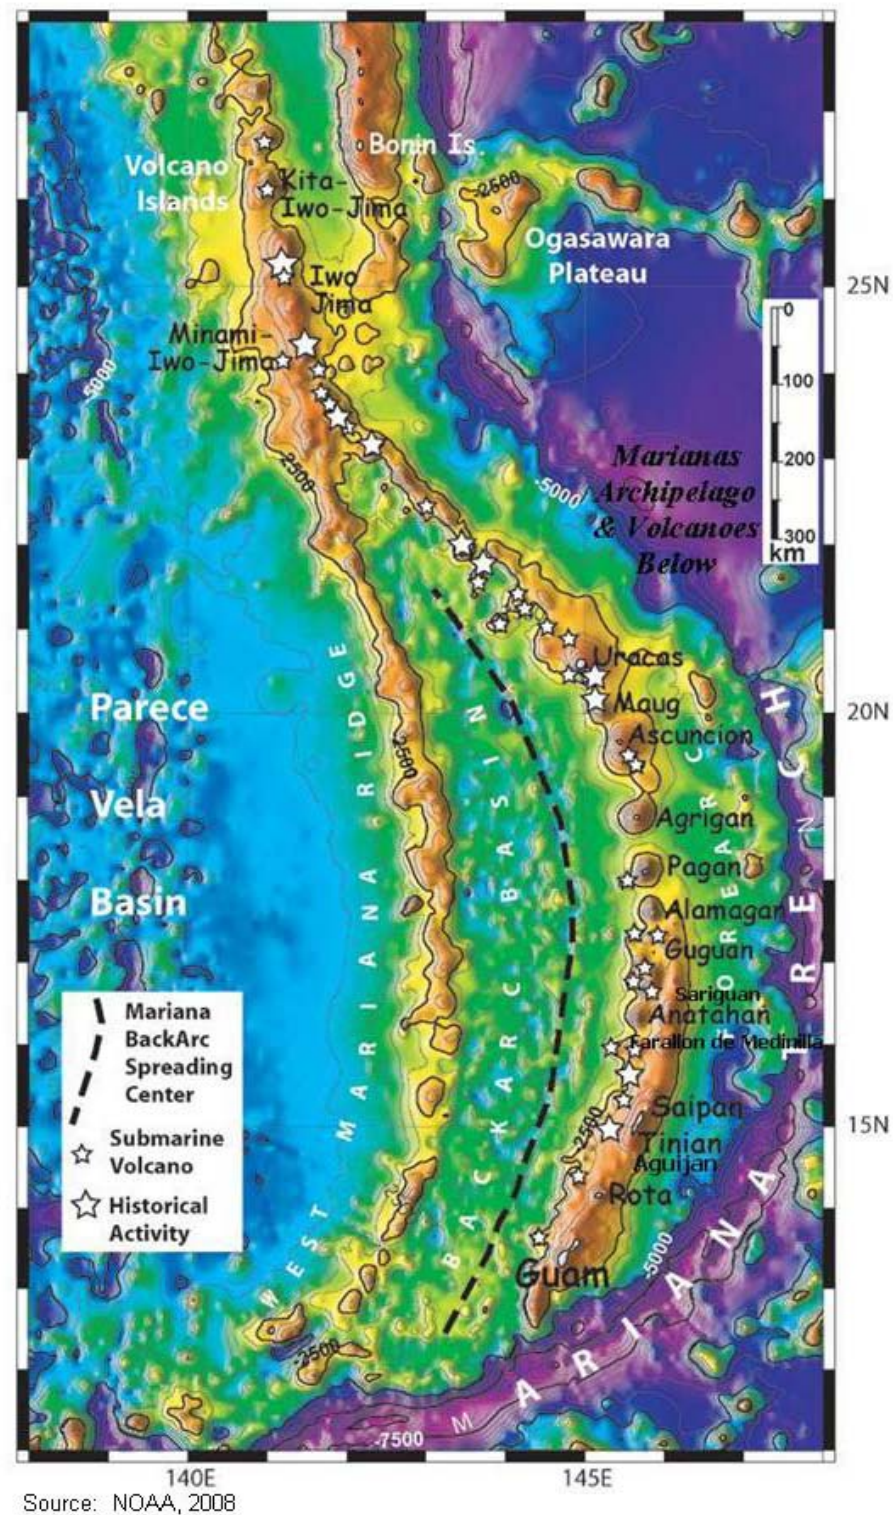 Bonin Is.
Volcano
Islands
Kita-
Iwo-Jima
-2500
Ogasawara
Plateau
Iwo
Jima
25N
Minami-
Iwo-Jima
0
100
200
300
km
-5000
2500
-5000
Marianas
Archipelago
& Volcanoes
Below
Uracas
Maug
Ascuncion
20N
Parece
Vela
Basin
2500
Agrigan
Pagan
Alamagan
Guguan
Sariguan
Anatahan
Farallon de Medinilla
WEST MARIANA RIDGE
BACKARC BASIN
FOREARC
MARIANA TRENCH
Mariana
BackArc
Spreading
Center
Submarine
Volcano
Historical
Activity
-2500
Saipan
15N
Tinian
Aguijan
Rota
Guam
-5000
-2500
-7500
140E
145E
Source: NOAA, 2008